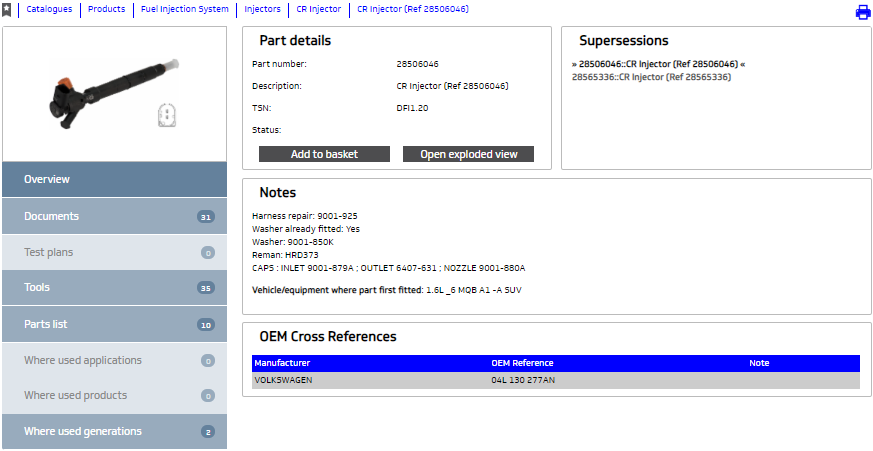 Catalogues
Products
Fuel Injection System
Injectors
CR Injector
CR Injector (Ref 28506046)
Overview
Documents 31
Test plans 0
Tools 35
Parts list 10
Where used applications 0
Where used products 0
Where used generations 2
Part details
Part number: 28506046
Description: CR Injector (Ref 28506046)
TSN: DFI1.20
Status:
Add to basket Open exploded view
Supersessions
» 28506046::CR Injector (Ref 28506046) «
28565336::CR Injector (Ref 28565336)
Notes
Harness repair: 9001-925
Washer already fitted: Yes
Washer: 9001-850K
Reman: HRD373
CAPS : INLET 9001-879A ; OUTLET 6407-631 ; NOZZLE 9001-880A
Vehicle/equipment where part first fitted: 1.6L _6 MQB A1 -A SUV
OEM Cross References
Manufacturer OEM Reference Note
VOLKSWAGEN 04L 130 277AN